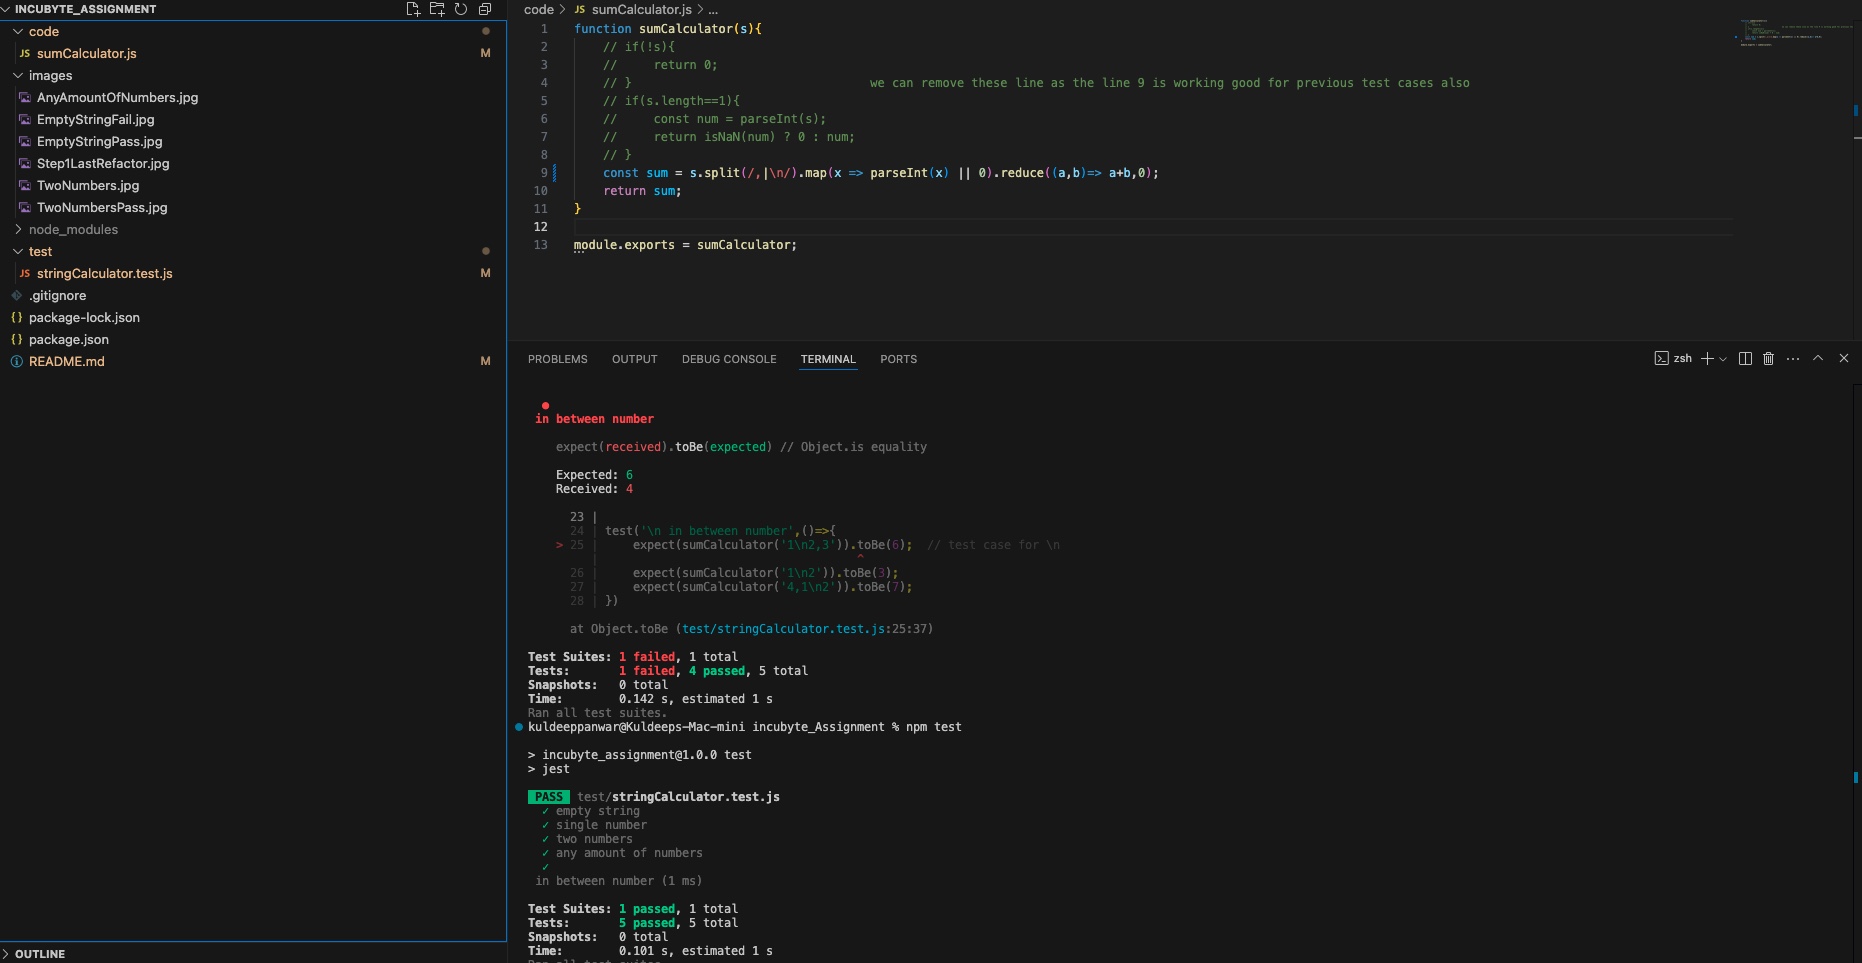 INCUBYTE_ASSIGNMENT
code
JS sumCalculator.js M
images
AnyAmountOfNumbers.jpg
EmptyStringFail.jpg
EmptyStringPass.jpg
Step1LastRefactor.jpg
TwoNumbers.jpg
TwoNumbersPass.jpg
node_modules
test
JS stringCalculator.test.js M
.gitignore
{} package-lock.json
{} package.json
README.md M
OUTLINE
code > JS sumCalculator.js > ...
1 function sumCalculator(s){
2 // if(!s){
3 //     return 0;
4 // } we can remove these line as the line 9 is working good for previous test cases also
5 // if(s.length==1){
6 //     const num = parseInt(s);
7 //     return isNaN(num) ? 0 : num;
8 // }
9 const sum = s.split(/,|\n/).map(x => parseInt(x) || 0).reduce((a,b)=> a+b,0);
10 return sum;
11 }
12
13 module.exports = sumCalculator;
PROBLEMS OUTPUT DEBUG CONSOLE TERMINAL PORTS zsh
in between number
expect(received).toBe(expected) // Object.is equality
Expected: 6
Received: 4
23 |
24 | test('\n in between number',()=>{
> 25 |     expect(sumCalculator('1\n2,3')).toBe(6);  // test case for \n
| ^
26 |     expect(sumCalculator('1\n2')).toBe(3);
27 |     expect(sumCalculator('4,1\n2')).toBe(7);
28 | })
at Object.toBe (test/stringCalculator.test.js:25:37)
Test Suites: 1 failed, 1 total
Tests: 1 failed, 4 passed, 5 total
Snapshots: 0 total
Time: 0.142 s, estimated 1 s
Ran all test suites.
kuldeeppanwar@Kuldeeps-Mac-mini incubyte_Assignment % npm test
> incubyte_assignment@1.0.0 test
> jest
PASS test/stringCalculator.test.js
✓ empty string
✓ single number
✓ two numbers
✓ any amount of numbers
✓
in between number (1 ms)
Test Suites: 1 passed, 1 total
Tests: 5 passed, 5 total
Snapshots: 0 total
Time: 0.101 s, estimated 1 s